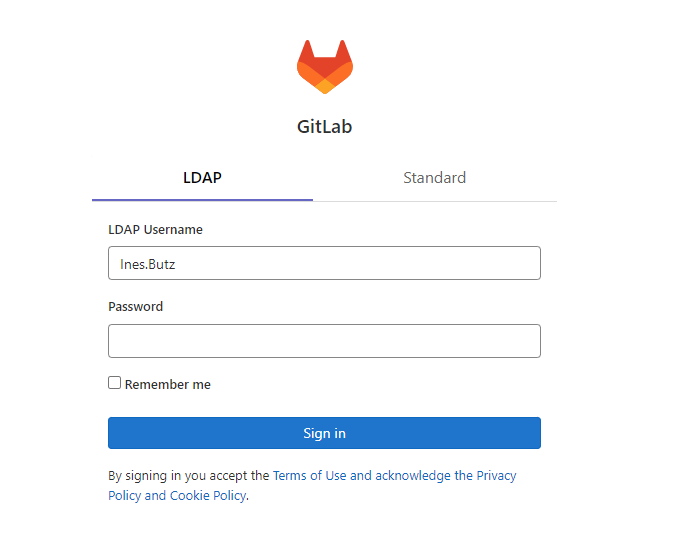 GitLab
LDAP
Standard
LDAP Username
Ines.Butz
Password
Remember me
Sign in
By signing in you accept the Terms of Use and acknowledge the Privacy
Policy and Cookie Policy.